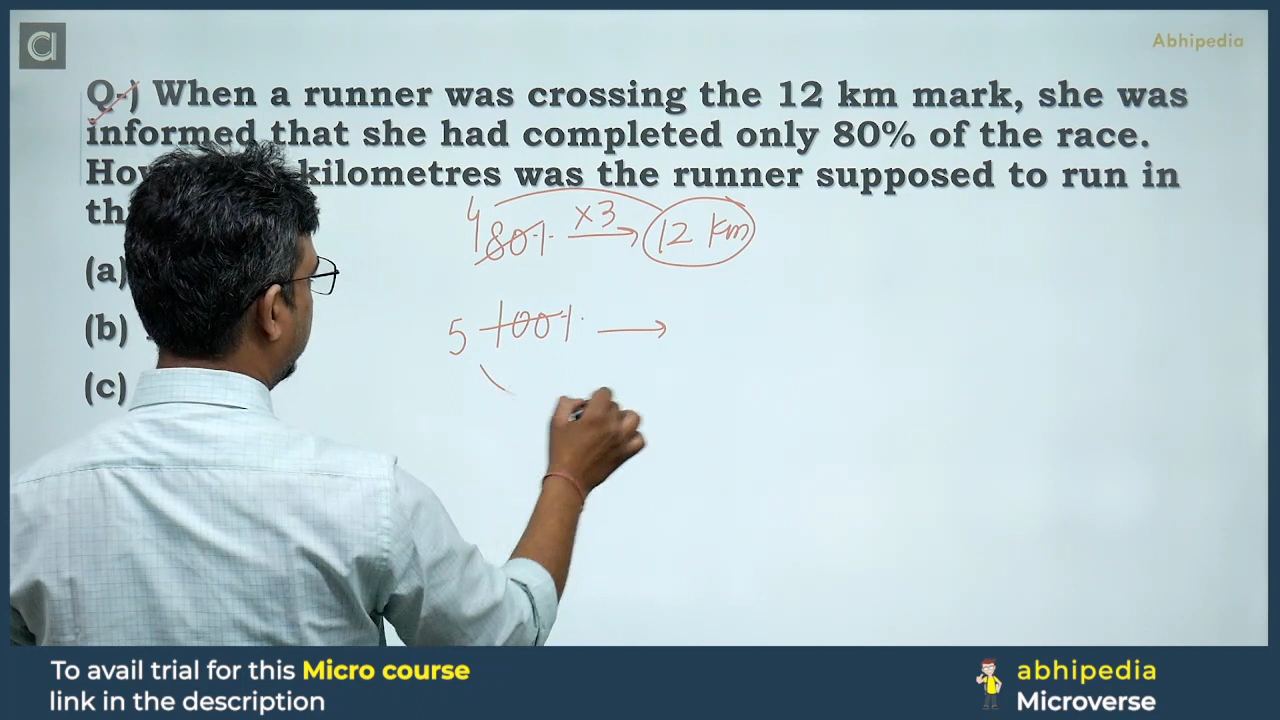 Abhipedia
Q-) When a runner was crossing the 12 km mark, she was
informed that she had completed only 80% of the race.
kilometres was the runner supposed to run in
4 80% ×3 12 km
5 100%
(a)
(b)
(c)
To avail trial for this Micro course
link in the description
abhipedia
Microverse